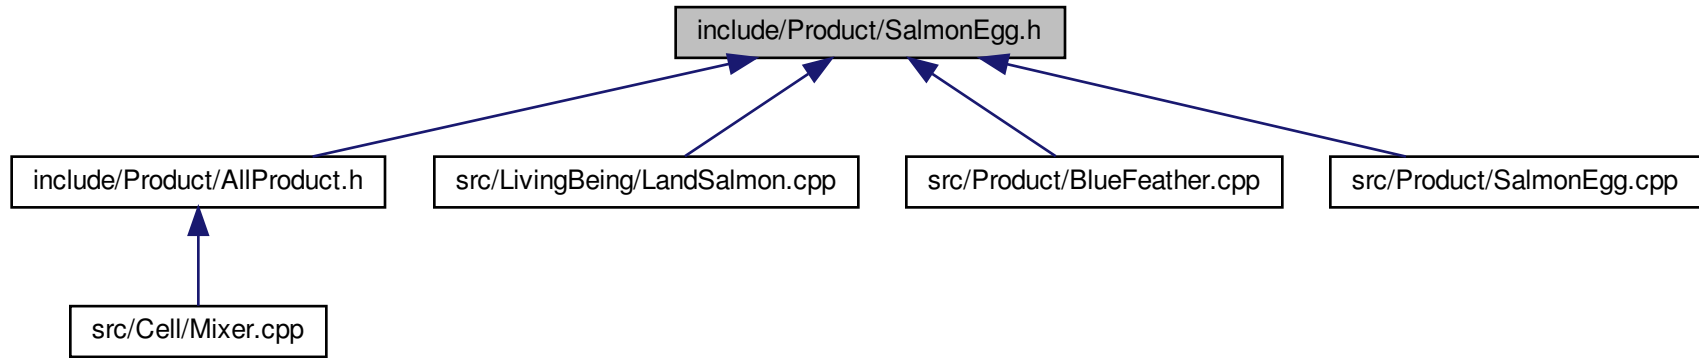 include/Product/SalmonEgg.h
include/Product/AllProduct.h
src/LivingBeing/LandSalmon.cpp
src/Product/BlueFeather.cpp
src/Product/SalmonEgg.cpp
src/Cell/Mixer.cpp